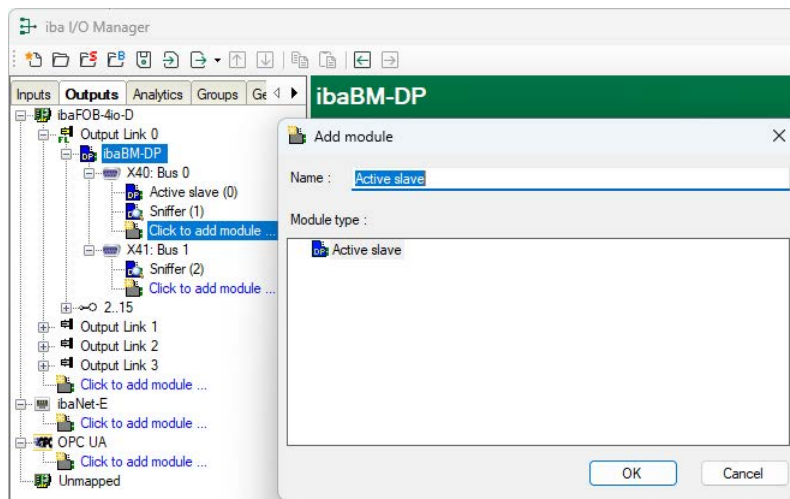 iba I/O Manager
Inputs Outputs Analytics Groups Ge
ibaBM-DP
ibaFOB-4io-D
Output Link 0
ibaBM-DP
X40: Bus 0
Active slave (0)
Sniffer (1)
Click to add module ...
X41: Bus 1
Sniffer (2)
Click to add module ...
2..15
Output Link 1
Output Link 2
Output Link 3
Click to add module ...
ibaNet-E
Click to add module ...
OPC UA
Click to add module ...
Unmapped
Add module
Name : Active slave
Module type :
Active slave
OK Cancel